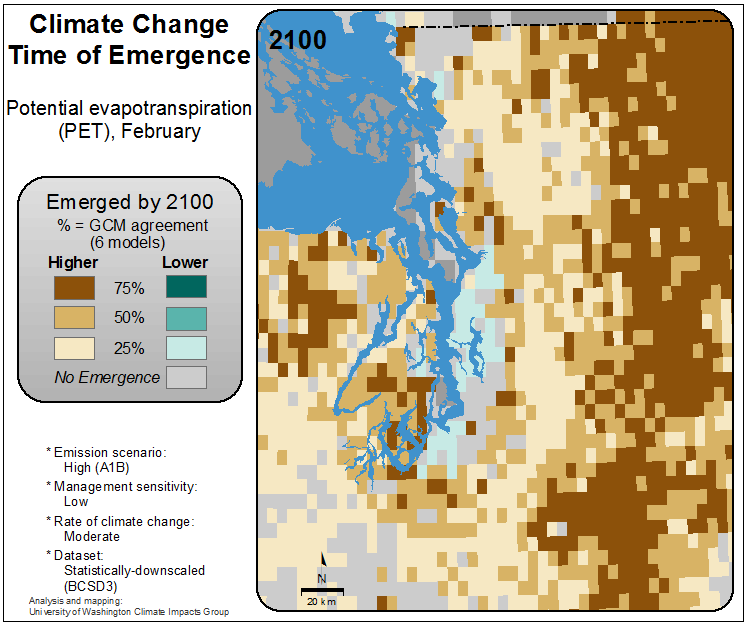 Climate Change
Time of Emergence
Potential evapotranspiration
(PET), February
Emerged by 2100
% = GCM agreement
(6 models)
Higher Lower
75%
50%
25%
No Emergence
* Emission scenario:
High (A1B)
* Management sensitivity:
Low
* Rate of climate change:
Moderate
* Dataset:
Statistically-downscaled
(BCSD3)
Analysis and mapping:
University of Washington Climate Impacts Group
2100
N
20 km